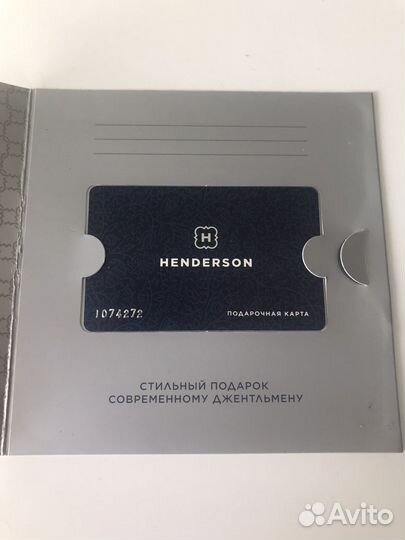 H
HENDERSON
1074272
ПОДАРОЧНАЯ КАРТА
СТИЛЬНЫЙ ПОДАРОК
СОВРЕМЕННОМУ ДЖЕНТЛЬМЕНУ
Avito